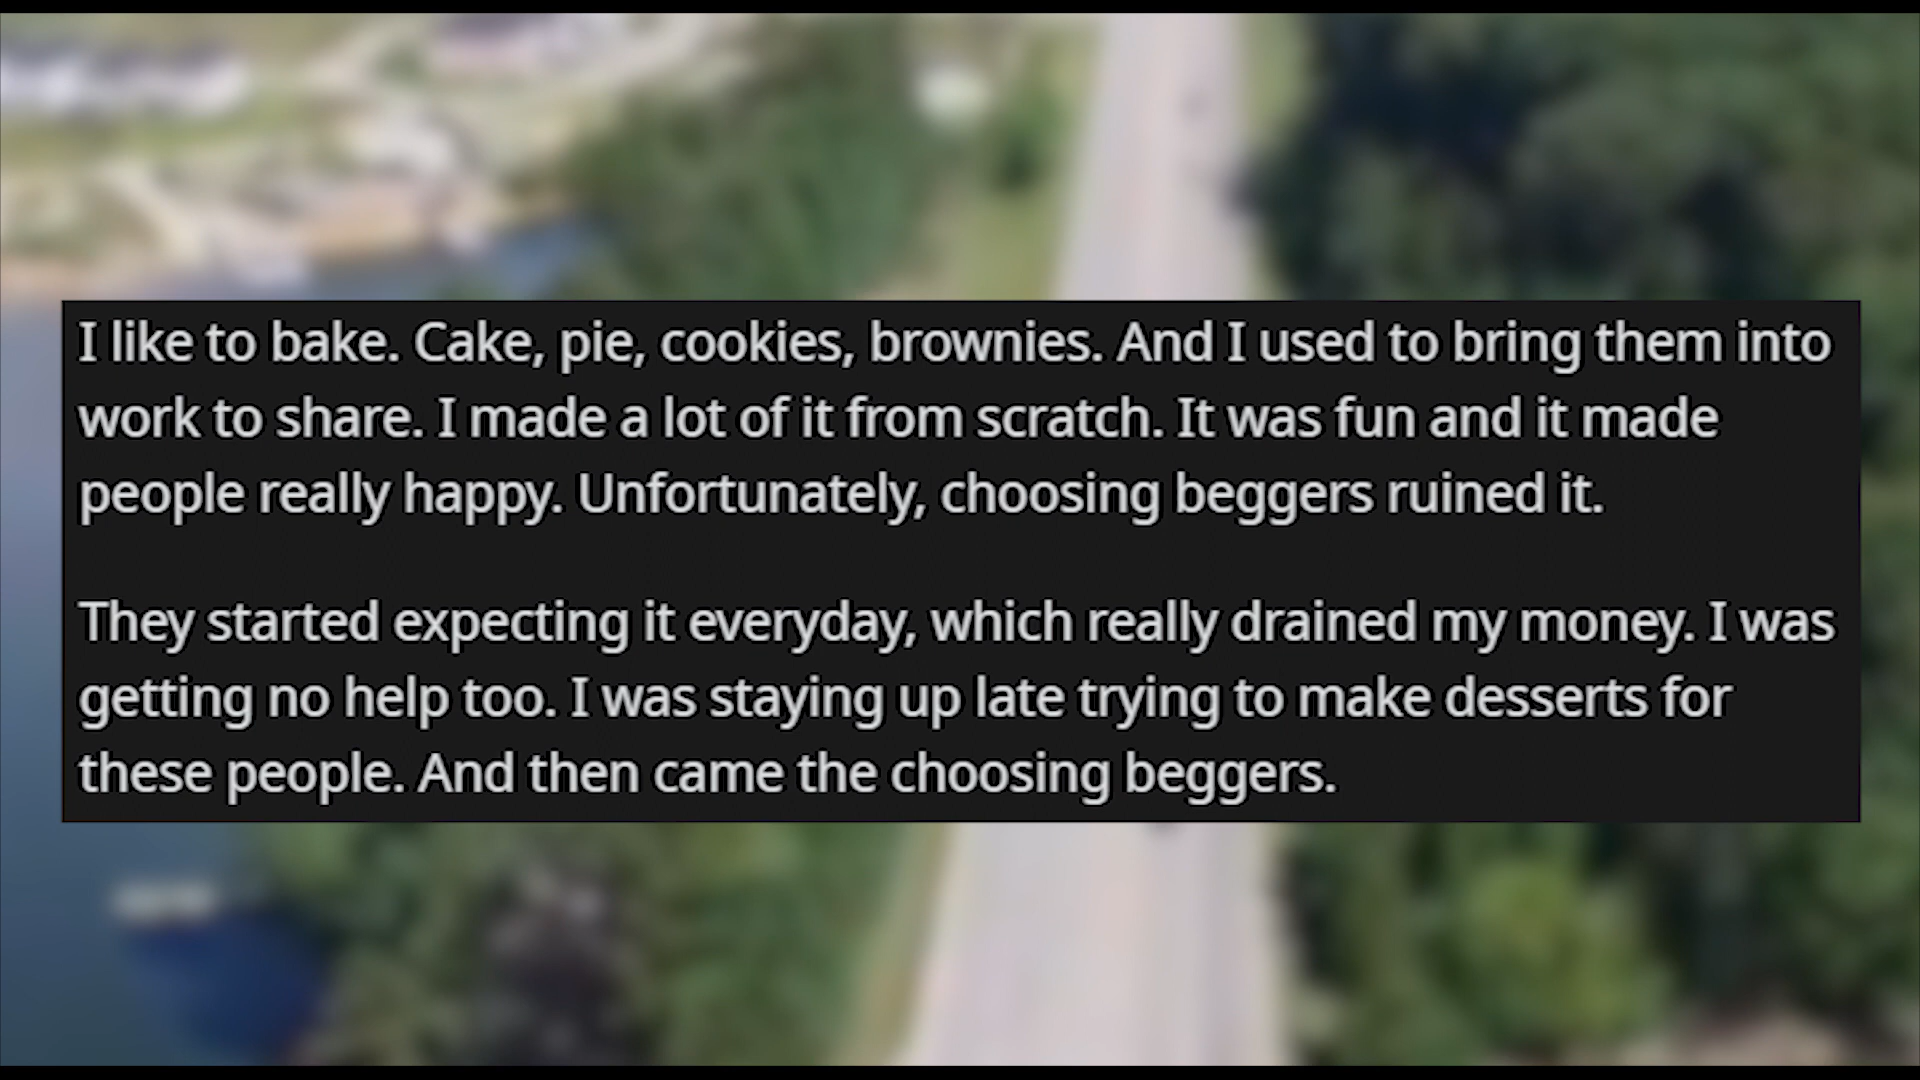 I like to bake. Cake, pie, cookies, brownies. And I used to bring them into
work to share. I made a lot of it from scratch. It was fun and it made
people really happy. Unfortunately, choosing beggers ruined it.
They started expecting it everyday, which really drained my money. I was
getting no help too. I was staying up late trying to make desserts for
these people. And then came the choosing beggers.